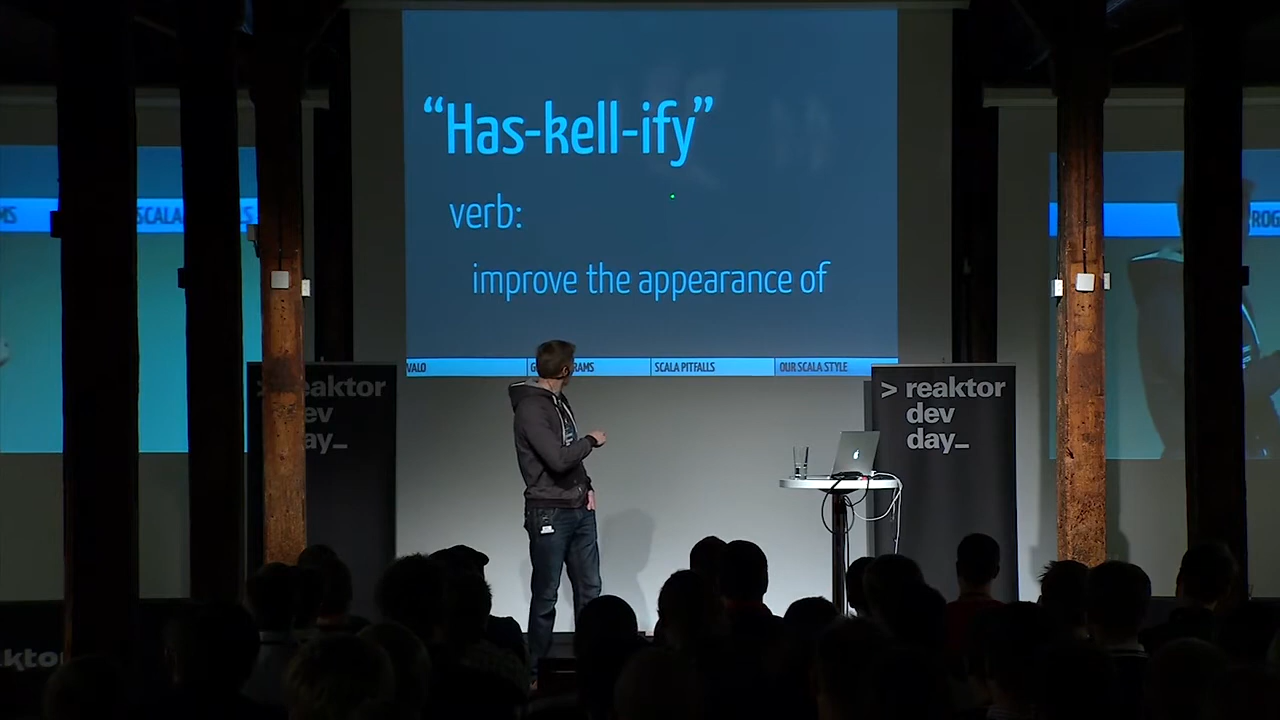 “Has-kell-ify”
verb:
improve the appearance of
VALO
SCALA PITFALLS
OUR SCALA STYLE
SCALA
> reaktor
dev
day_
> reaktor
dev
day_